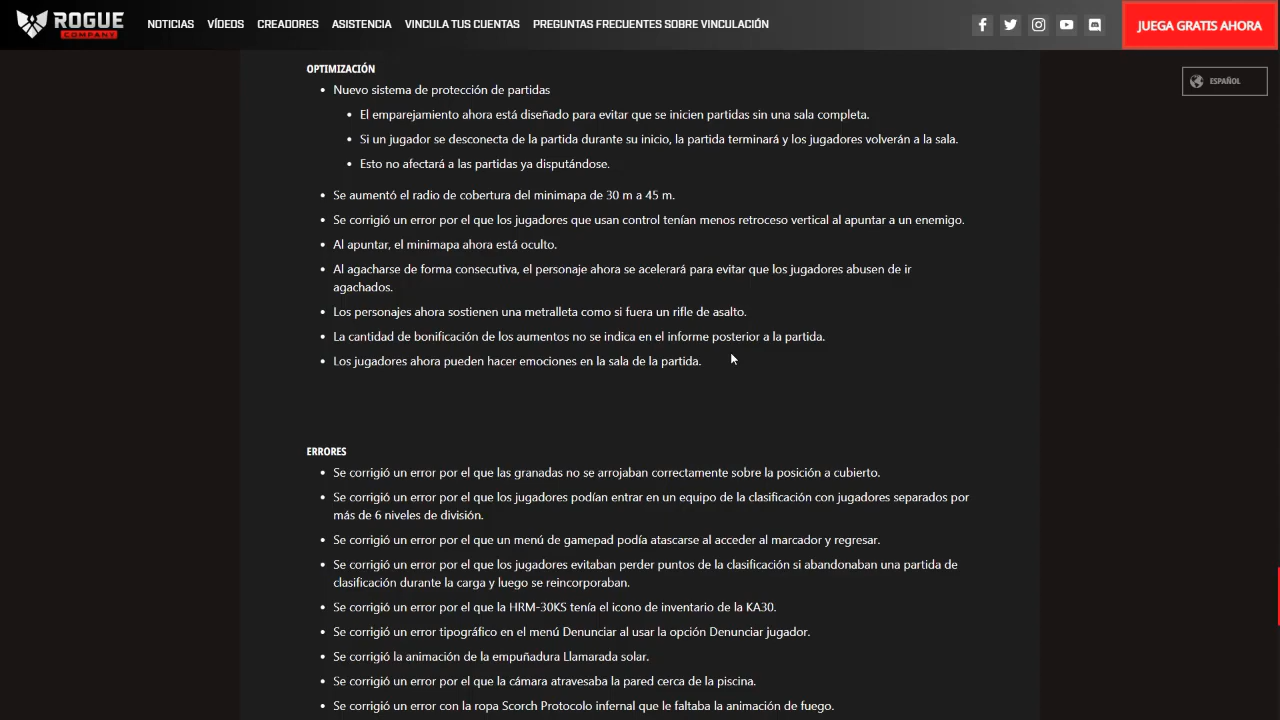 ROGUE
COMPANY
NOTICIAS VÍDEOS CREADORES ASISTENCIA VINCULA TUS CUENTAS PREGUNTAS FRECUENTES SOBRE VINCULACIÓN
JUEGA GRATIS AHORA
ESPAÑOL
OPTIMIZACIÓN
• Nuevo sistema de protección de partidas
• El emparejamiento ahora está diseñado para evitar que se inicien partidas sin una sala completa.
• Si un jugador se desconecta de la partida durante su inicio, la partida terminará y los jugadores volverán a la sala.
• Esto no afectará a las partidas ya disputándose.
• Se aumentó el radio de cobertura del minimapa de 30 m a 45 m.
• Se corrigió un error por el que los jugadores que usan control tenían menos retroceso vertical al apuntar a un enemigo.
• Al apuntar, el minimapa ahora está oculto.
• Al agacharse de forma consecutiva, el personaje ahora se acelerará para evitar que los jugadores abusen de ir
agachados.
• Los personajes ahora sostienen una metralleta como si fuera un rifle de asalto.
• La cantidad de bonificación de los aumentos no se indica en el informe posterior a la partida.
• Los jugadores ahora pueden hacer emociones en la sala de la partida.
ERRORES
• Se corrigió un error por el que las granadas no se arrojaban correctamente sobre la posición a cubierto.
• Se corrigió un error por el que los jugadores podían entrar en un equipo de la clasificación con jugadores separados por
más de 6 niveles de división.
• Se corrigió un error por el que un menú de gamepad podía atascarse al acceder al marcador y regresar.
• Se corrigió un error por el que los jugadores evitaban perder puntos de la clasificación si abandonaban una partida de
clasificación durante la carga y luego se reincorporaban.
• Se corrigió un error por el que la HRM-30KS tenía el icono de inventario de la KA30.
• Se corrigió un error tipográfico en el menú Denunciar al usar la opción Denunciar jugador.
• Se corrigió la animación de la empuñadura Llamarada solar.
• Se corrigió un error por el que la cámara atravesaba la pared cerca de la piscina.
• Se corrigió un error con la ropa Scorch Protocolo infernal que le faltaba la animación de fuego.